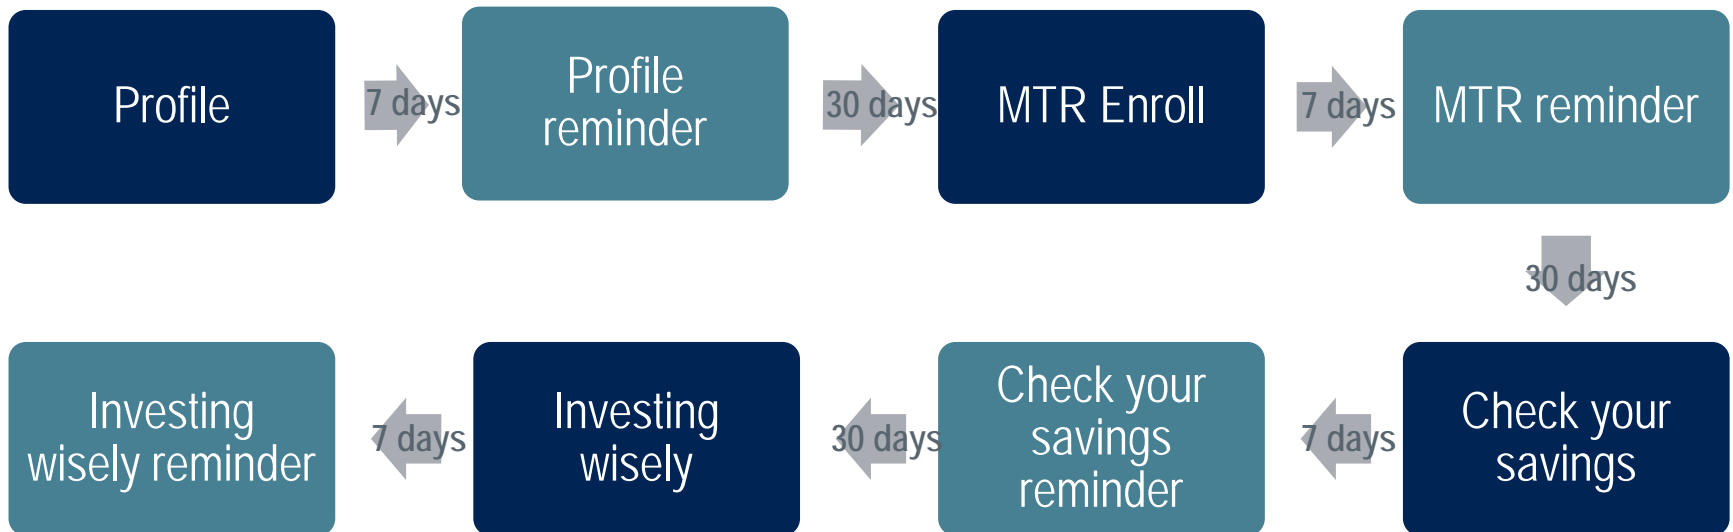 Profile
7 days
Profile
reminder
30 days
MTR Enroll
7 days
MTR reminder
30 days
Check your
savings
7 days
Check your
savings
reminder
30 days
Investing
wisely
7 days
Investing
wisely reminder